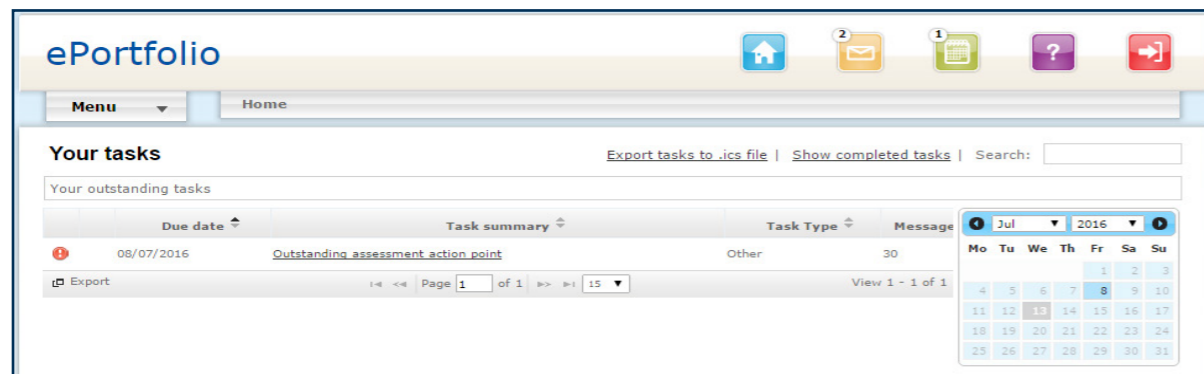 ePortfolio
2
1
?
Menu
Home
Your tasks
Export tasks to .ics file | Show completed tasks | Search:
Your outstanding tasks
Due date Task summary Task Type Message
08/07/2016 Outstanding assessment action point Other 30
Export Page 1 of 1 15 View 1 - 1 of 1
Jul 2016
Mo Tu We Th Fr Sa Su
1 2 3
4 5 6 7 8 9 10
11 12 13 14 15 16 17
18 19 20 21 22 23 24
25 26 27 28 29 30 31